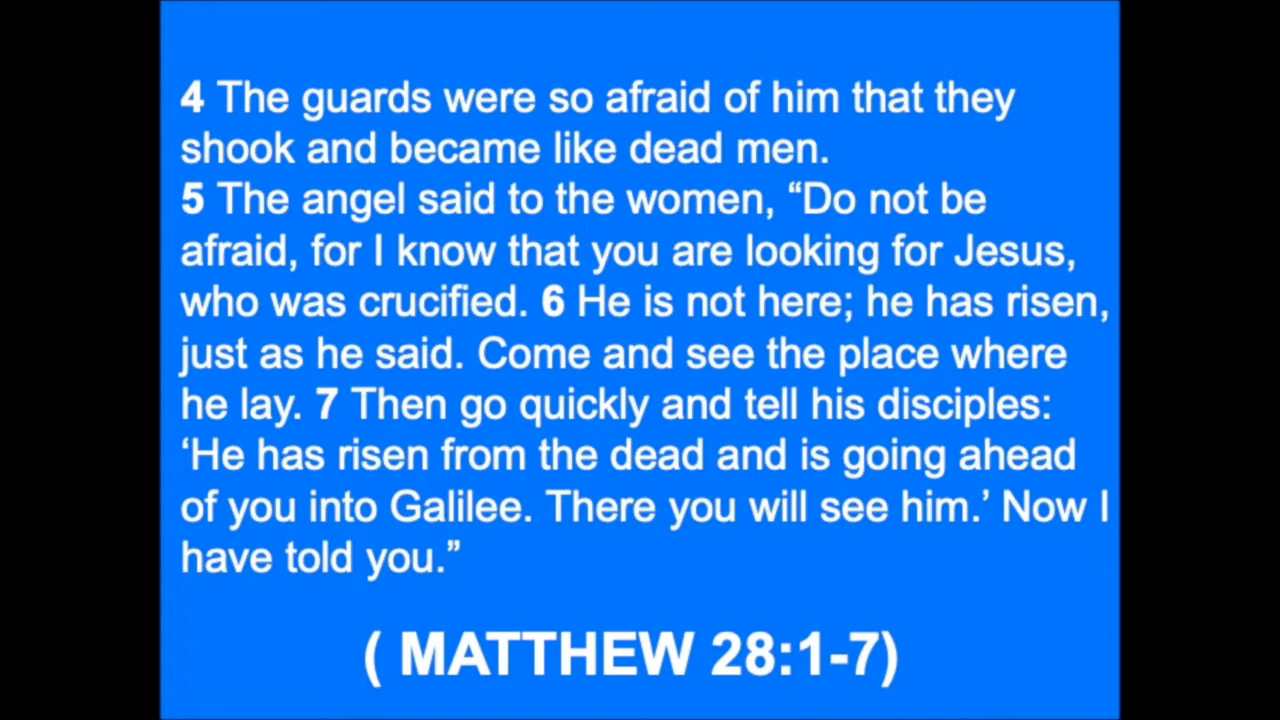 4 The guards were so afraid of him that they
shook and became like dead men.
5 The angel said to the women, “Do not be
afraid, for I know that you are looking for Jesus,
who was crucified. 6 He is not here; he has risen,
just as he said. Come and see the place where
he lay. 7 Then go quickly and tell his disciples:
‘He has risen from the dead and is going ahead
of you into Galilee. There you will see him.’ Now I
have told you.”
( MATTHEW 28:1-7)